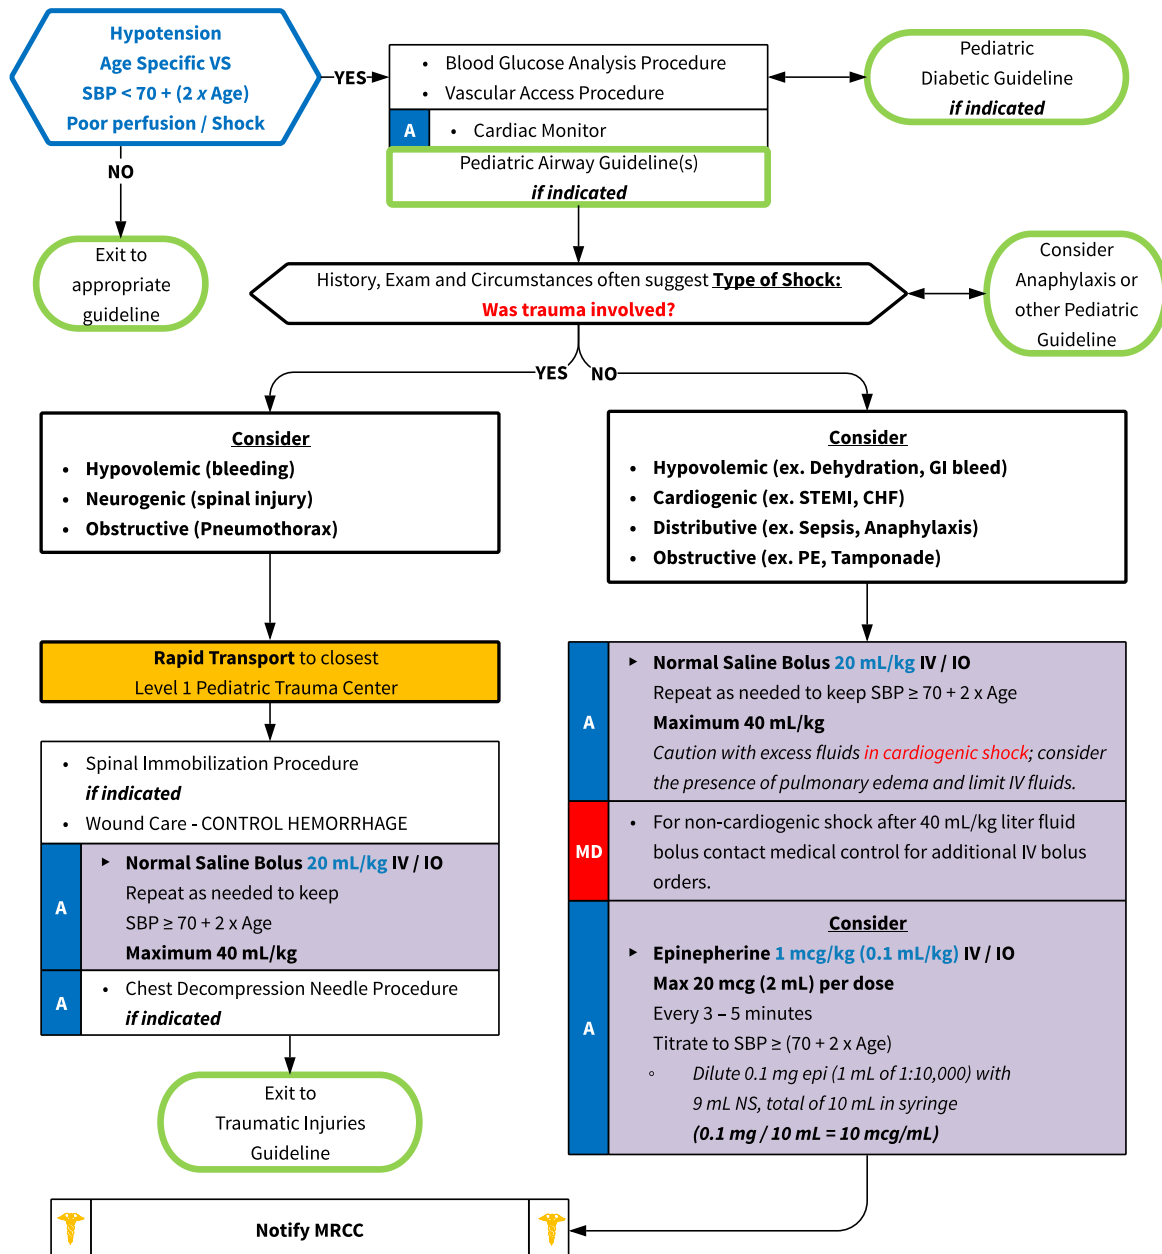 Hypotension
Age Specific VS
SBP < 70 + (2 x Age)
Poor perfusion / Shock
YES
• Blood Glucose Analysis Procedure
• Vascular Access Procedure
A
• Cardiac Monitor
Pediatric Airway Guideline(s)
if indicated
Pediatric
Diabetic Guideline
if indicated
NO
Exit to
appropriate
guideline
History, Exam and Circumstances often suggest Type of Shock:
Was trauma involved?
Consider
Anaphylaxis or
other Pediatric
Guideline
YES
NO
Consider
• Hypovolemic (bleeding)
• Neurogenic (spinal injury)
• Obstructive (Pneumothorax)
Rapid Transport to closest
Level 1 Pediatric Trauma Center
• Spinal Immobilization Procedure
if indicated
• Wound Care - CONTROL HEMORRHAGE
A
▸ Normal Saline Bolus 20 mL/kg IV / IO
Repeat as needed to keep
SBP ≥ 70 + 2 x Age
Maximum 40 mL/kg
A
• Chest Decompression Needle Procedure
if indicated
Exit to
Traumatic Injuries
Guideline
Consider
• Hypovolemic (ex. Dehydration, GI bleed)
• Cardiogenic (ex. STEMI, CHF)
• Distributive (ex. Sepsis, Anaphylaxis)
• Obstructive (ex. PE, Tamponade)
A
▸ Normal Saline Bolus 20 mL/kg IV / IO
Repeat as needed to keep SBP ≥ 70 + 2 x Age
Maximum 40 mL/kg
Caution with excess fluids in cardiogenic shock; consider
the presence of pulmonary edema and limit IV fluids.
MD
• For non-cardiogenic shock after 40 mL/kg liter fluid
bolus contact medical control for additional IV bolus
orders.
A
Consider
▸ Epinepherine 1 mcg/kg (0.1 mL/kg) IV / IO
Max 20 mcg (2 mL) per dose
Every 3 – 5 minutes
Titrate to SBP ≥ (70 + 2 x Age)
◦ Dilute 0.1 mg epi (1 mL of 1:10,000) with
9 mL NS, total of 10 mL in syringe
(0.1 mg / 10 mL = 10 mcg/mL)
Notify MRCC